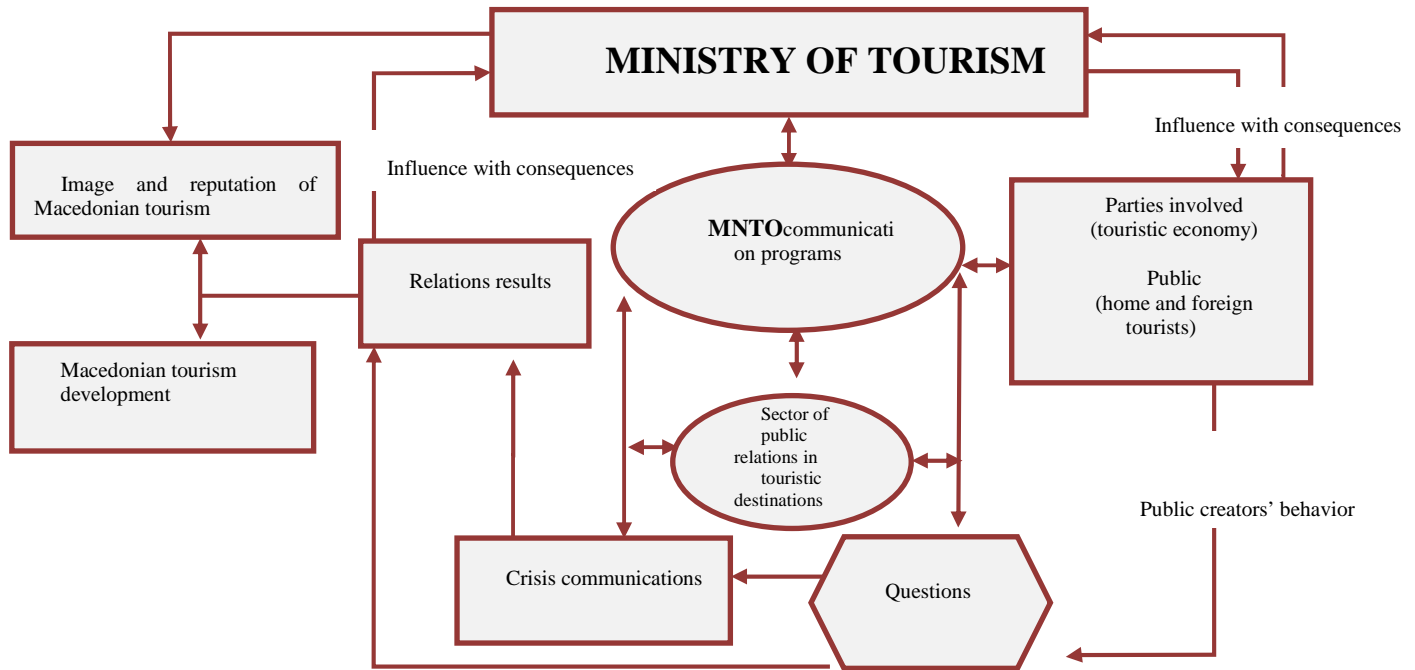 MINISTRY OF TOURISM
Influence with consequences
Image and reputation of
Macedonian tourism
Influence with consequences
MNTOcommunicati
on programs
Parties involved
(touristic economy)
Public
(home and foreign
tourists)
Relations results
Macedonian tourism
development
Sector of
public
relations in
touristic
destinations
Public creators’ behavior
Crisis communications
Questions